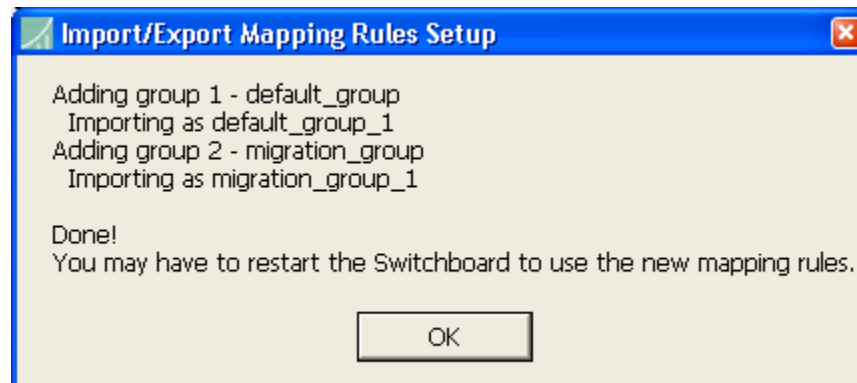 Import/Export Mapping Rules Setup
Adding group 1 - default_group
Importing as default_group_1
Adding group 2 - migration_group
Importing as migration_group_1
Done!
You may have to restart the Switchboard to use the new mapping rules.
OK